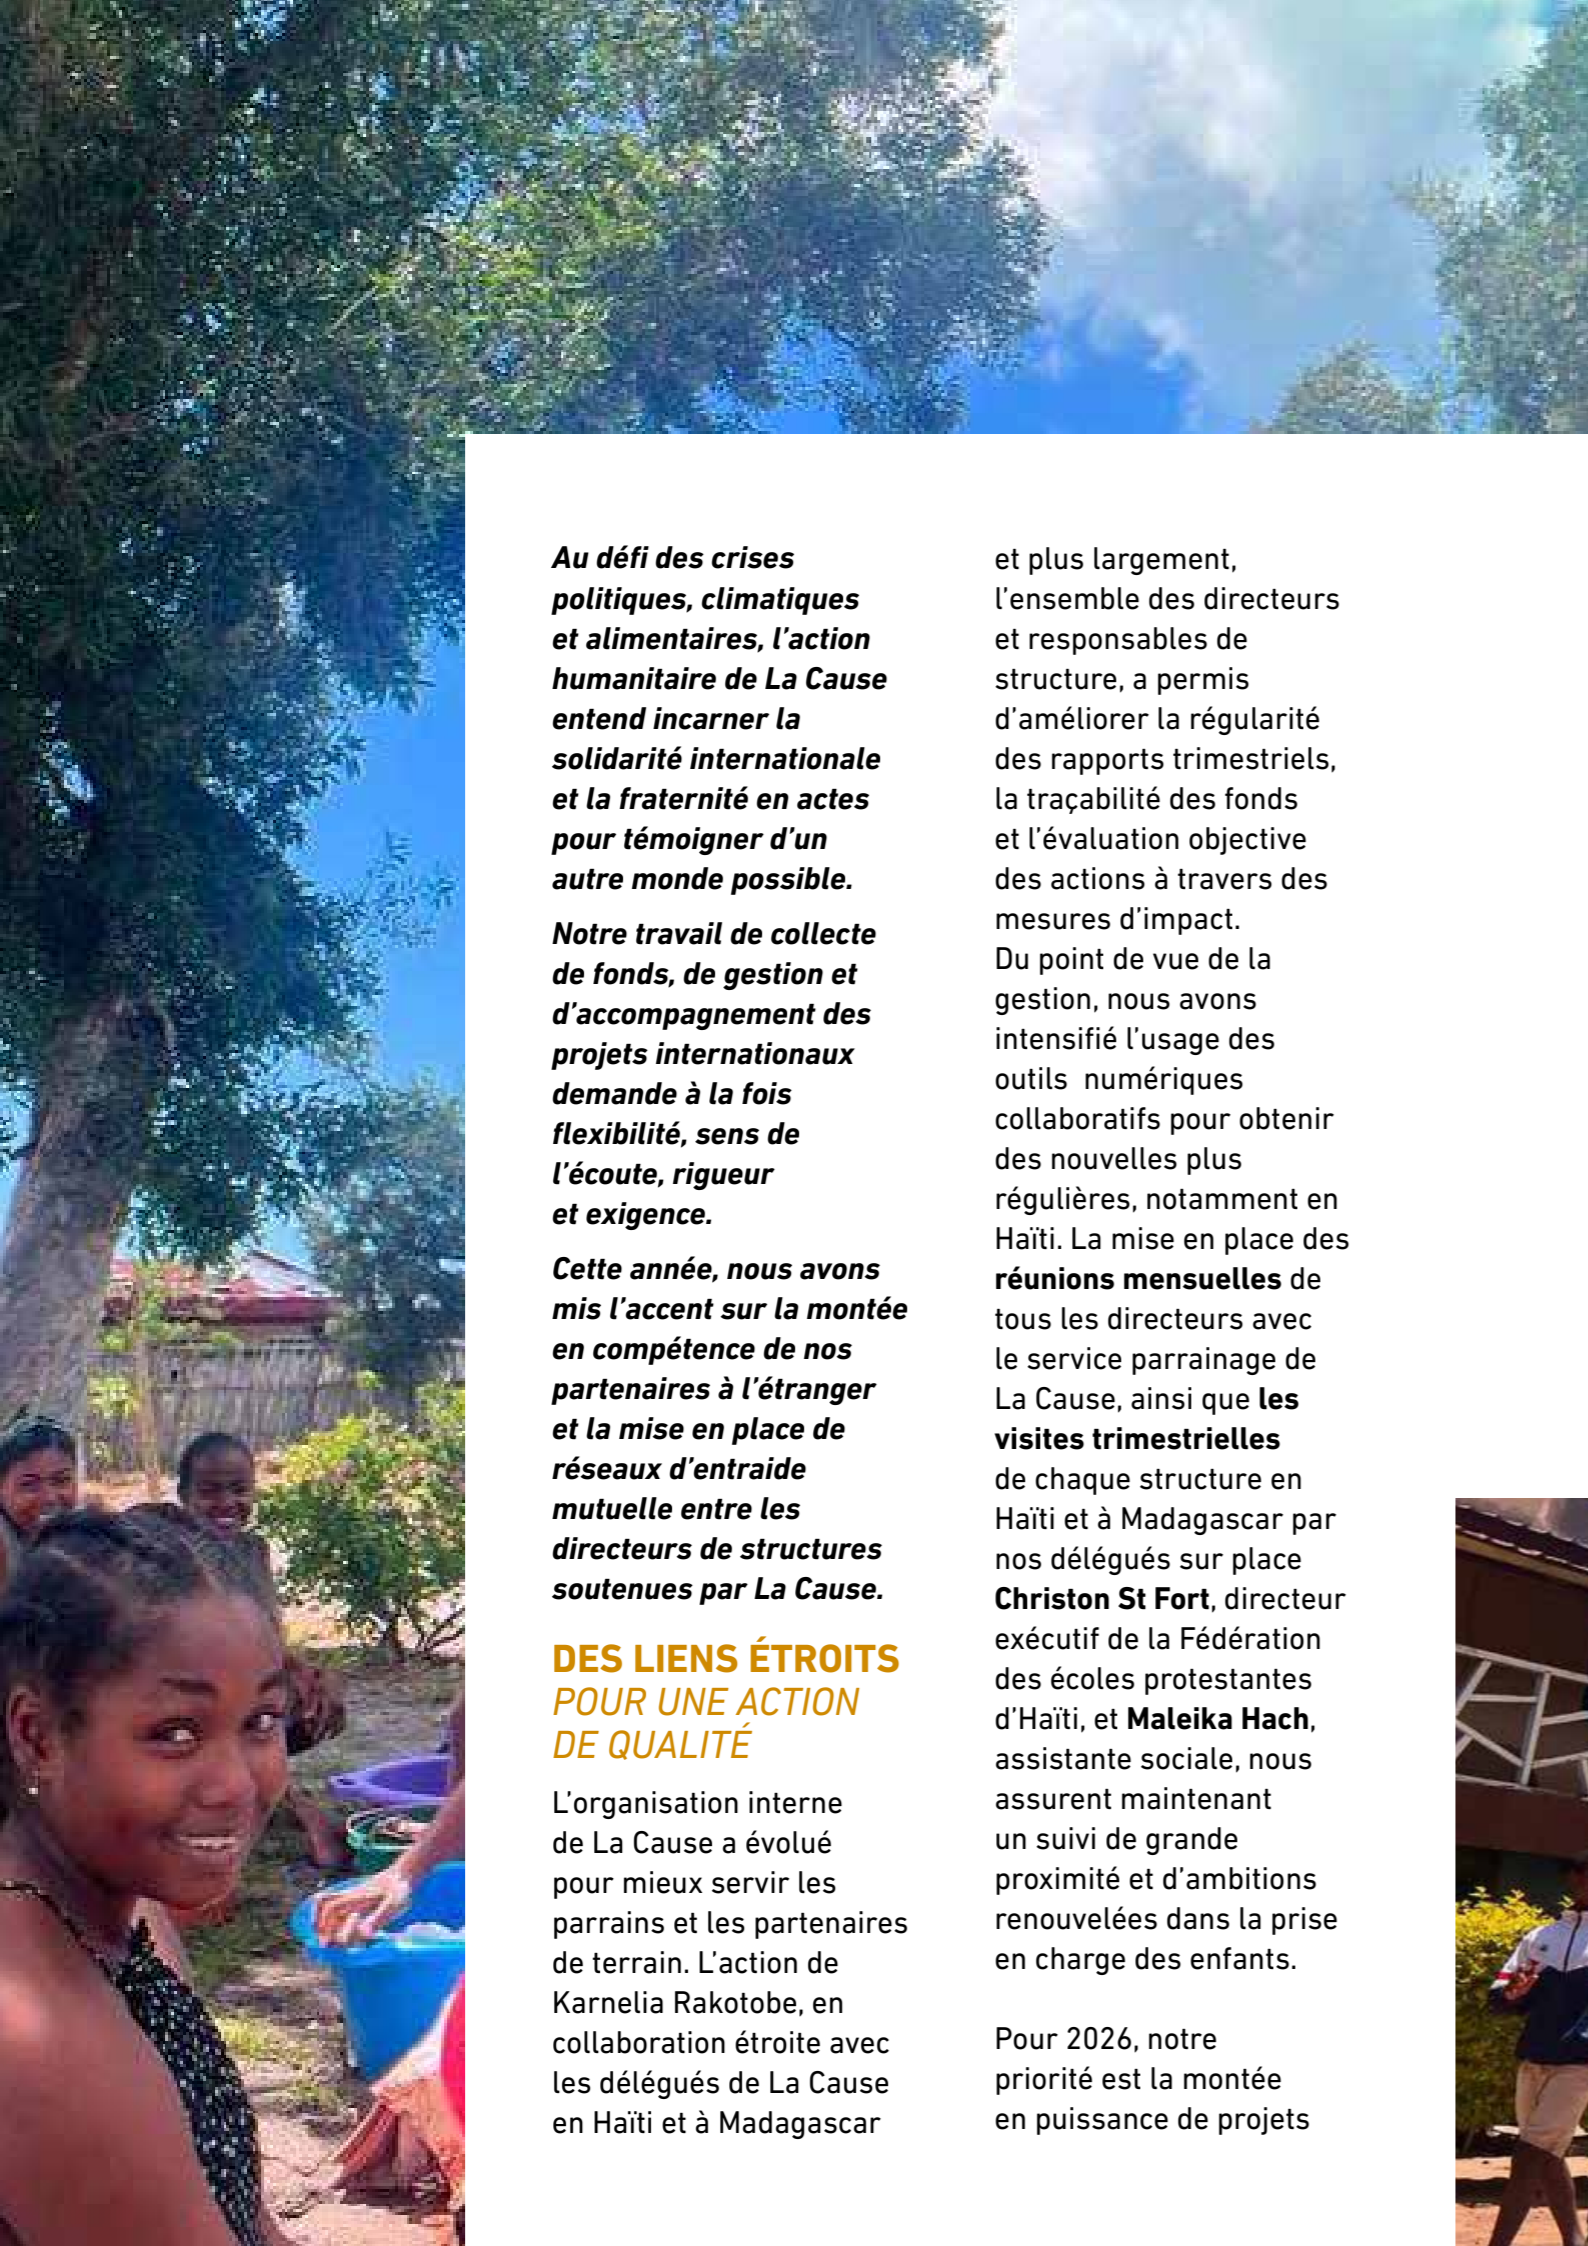 Au défi des crises
politiques, climatiques
et alimentaires, l’action
humanitaire de La Cause
entend incarner la
solidarité internationale
et la fraternité en actes
pour témoigner d’un
autre monde possible.
Notre travail de collecte
de fonds, de gestion et
d’accompagnement des
projets internationaux
demande à la fois
flexibilité, sens de
l’écoute, rigueur
et exigence.
Cette année, nous avons
mis l’accent sur la montée
en compétence de nos
partenaires à l’étranger
et la mise en place de
réseaux d’entraide
mutuelle entre les
directeurs de structures
soutenues par La Cause.
DES LIENS ÉTROITS
POUR UNE ACTION
DE QUALITÉ
L’organisation interne
de La Cause a évolué
pour mieux servir les
parrains et les partenaires
de terrain. L’action de
Karnelia Rakotobe, en
collaboration étroite avec
les délégués de La Cause
en Haïti et à Madagascar
et plus largement,
l’ensemble des directeurs
et responsables de
structure, a permis
d’améliorer la régularité
des rapports trimestriels,
la traçabilité des fonds
et l’évaluation objective
des actions à travers des
mesures d’impact.
Du point de vue de la
gestion, nous avons
intensifié l’usage des
outils  numériques
collaboratifs pour obtenir
des nouvelles plus
régulières, notamment en
Haïti. La mise en place des
réunions mensuelles de
tous les directeurs avec
le service parrainage de
La Cause, ainsi que les
visites trimestrielles
de chaque structure en
Haïti et à Madagascar par
nos délégués sur place
Christon St Fort, directeur
exécutif de la Fédération
des écoles protestantes
d’Haïti, et Maleika Hach,
assistante sociale, nous
assurent maintenant
un suivi de grande
proximité et d’ambitions
renouvelées dans la prise
en charge des enfants.
Pour 2026, notre
priorité est la montée
en puissance de projets